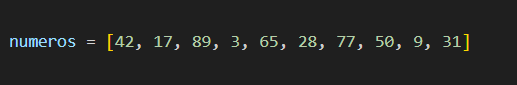 numeros = [42, 17, 89, 3, 65, 28, 77, 50, 9, 31]